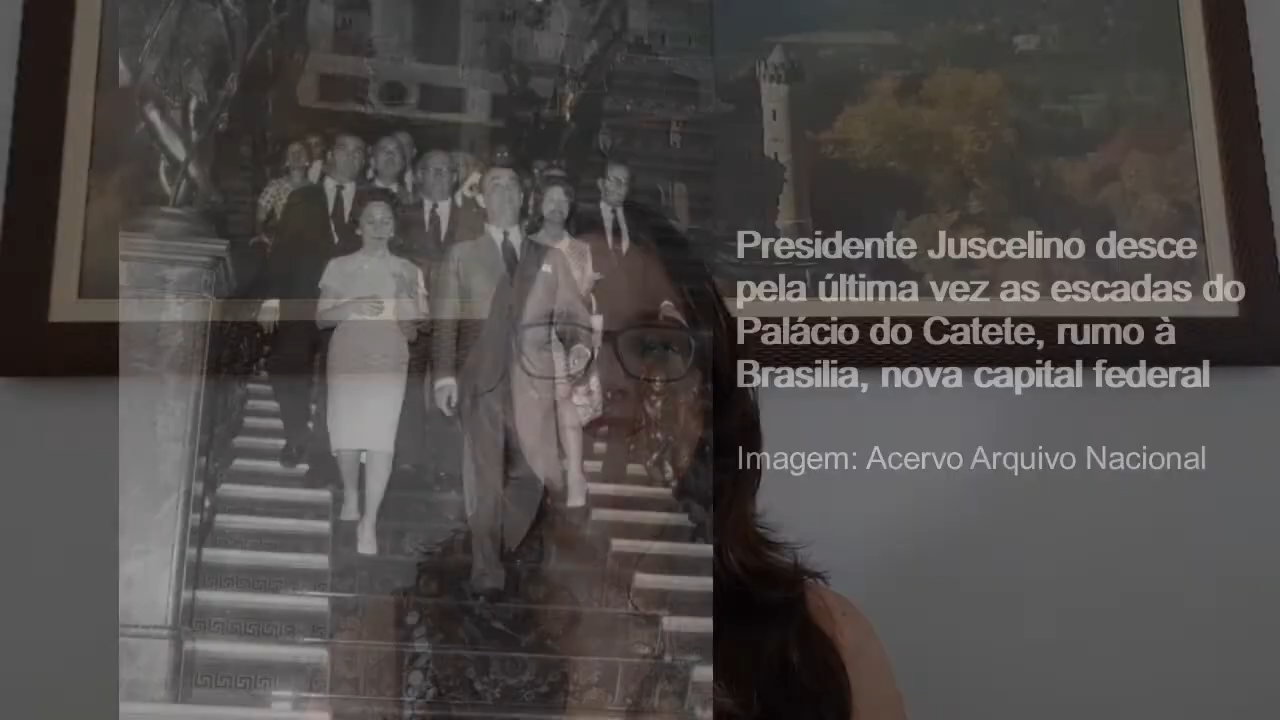 Presidente Juscelino desce
pela última vez as escadas do
Palácio do Catete, rumo à
Brasilia, nova capital federal
Imagem: Acervo Arquivo Nacional